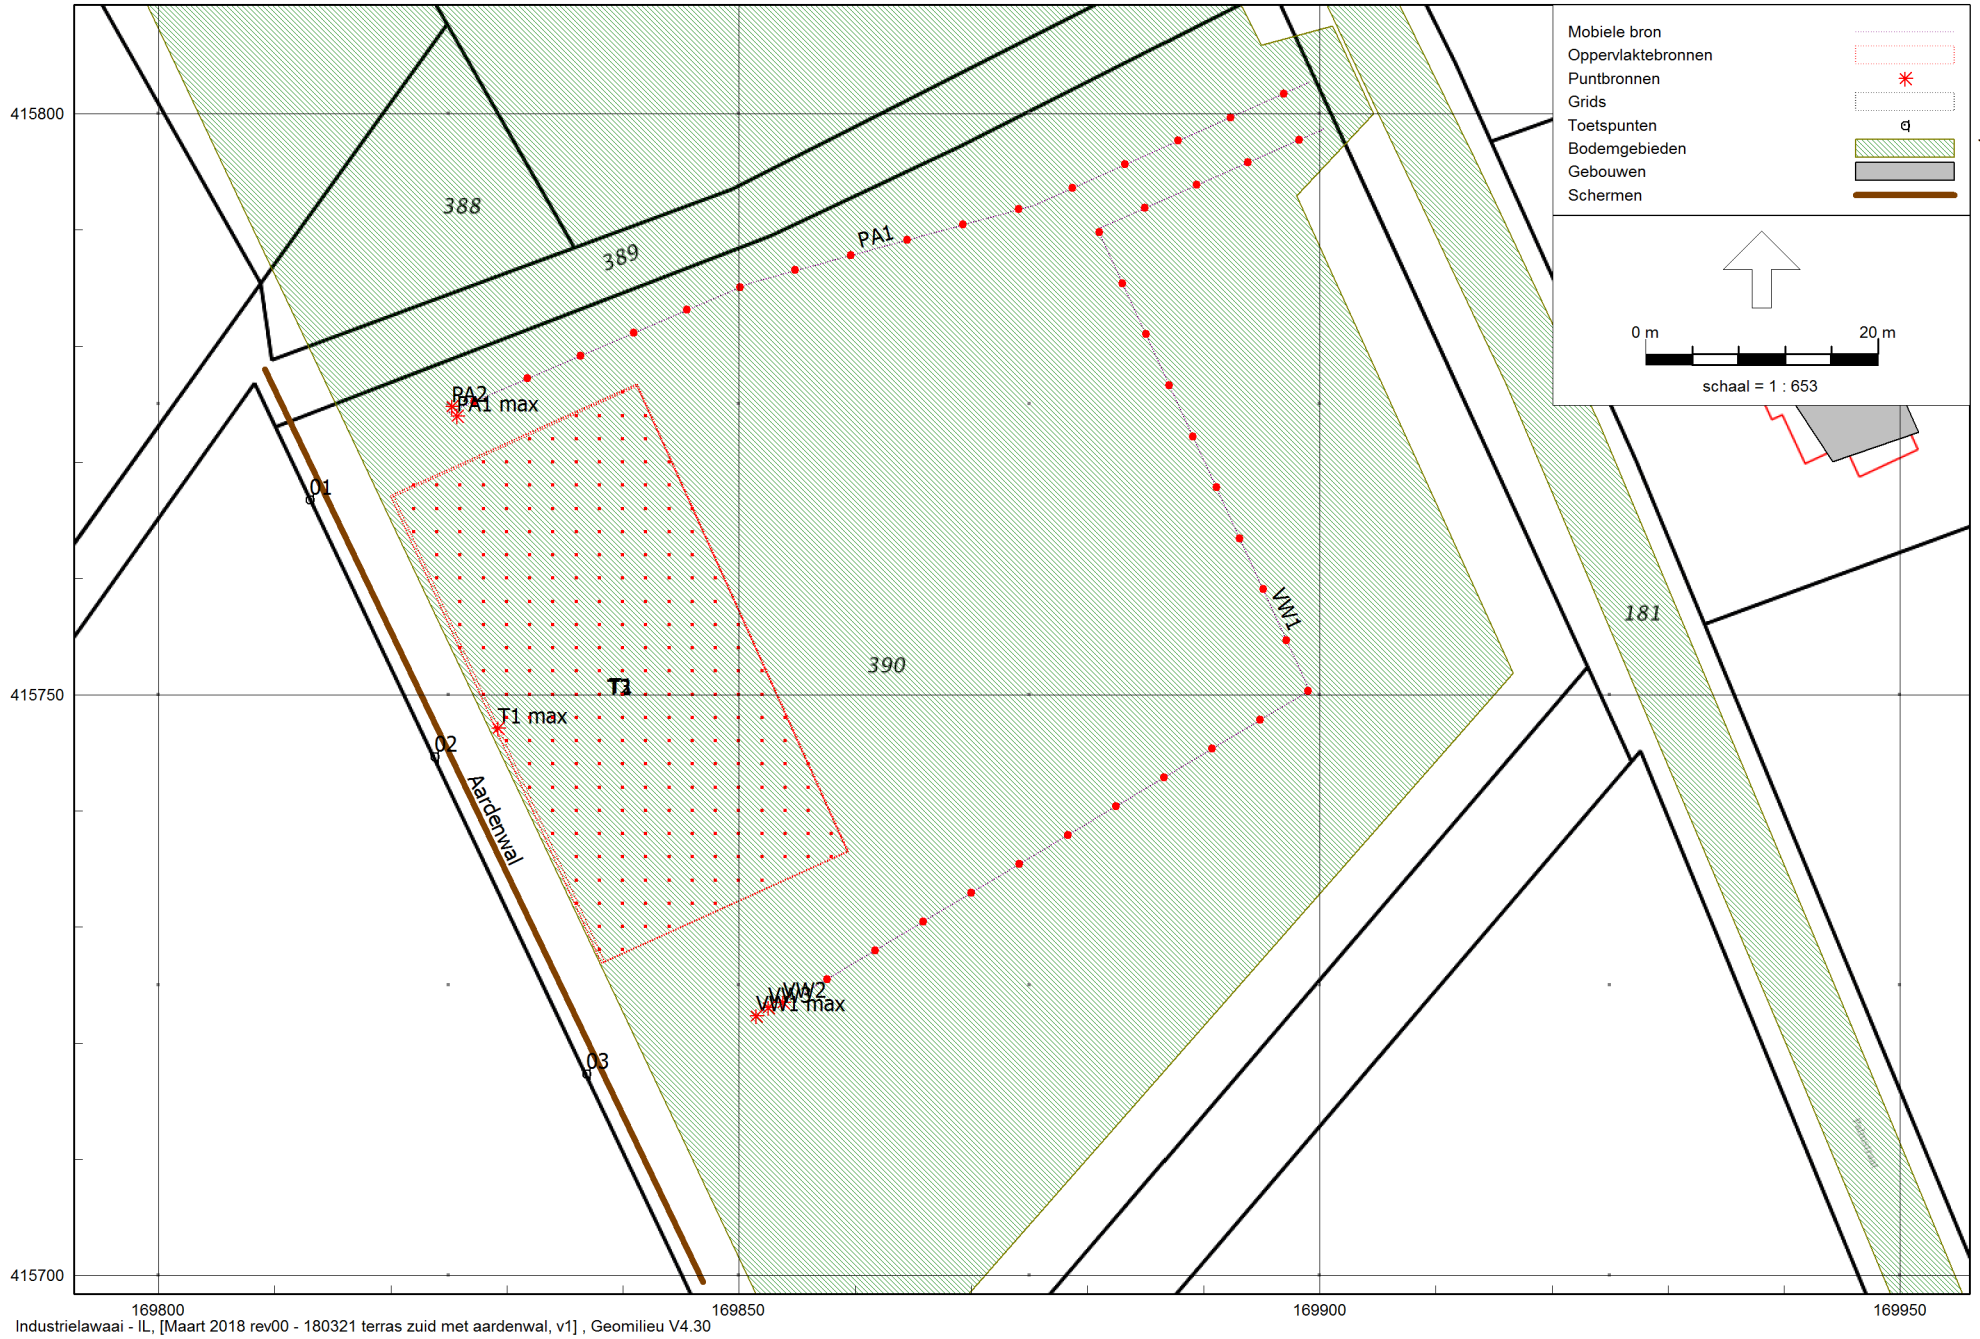 Mobiele bron
Oppervlaktebronnen
Puntbronnen
Grids
Toetspunten
Bodemgebieden
Gebouwen
Schermen
0 m 20 m
schaal = 1 : 653
415800
415750
415700
388
389
PA1
PA2
PA1 max
01
VW1
181
390
T1 max
02
Aardenwal
VW2
VW1 max
03
169800 169850 169900 169950
Industrielawaai - IL, [Maart 2018 rev00 - 180321 terras zuid met aardenwal, v1] , Geomilieu V4.30